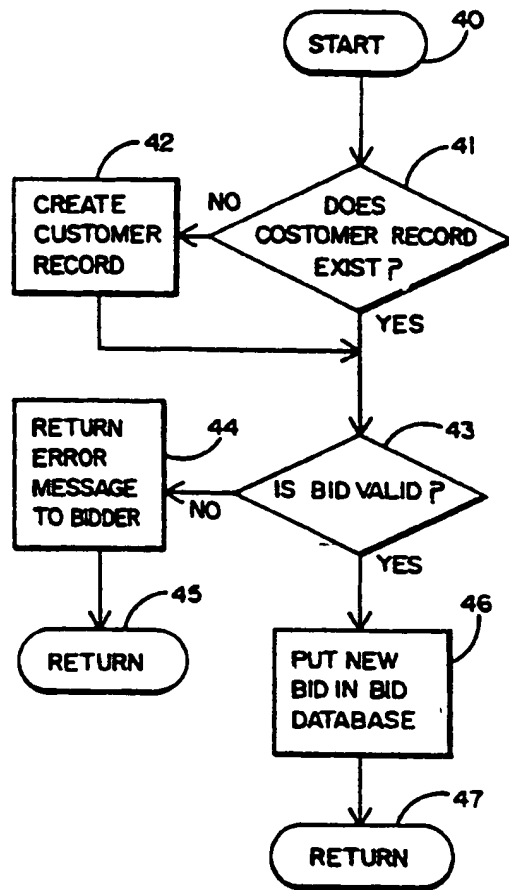 START
40
42
41
CREATE
CUSTOMER
RECORD
NO
DOES
COSTOMER RECORD
EXIST?
YES
RETURN
ERROR
MESSAGE
TO BIDDER
44
43
IS BID VALID?
NO
YES
45
RETURN
46
PUT NEW
BID IN BID
DATABASE
47
RETURN